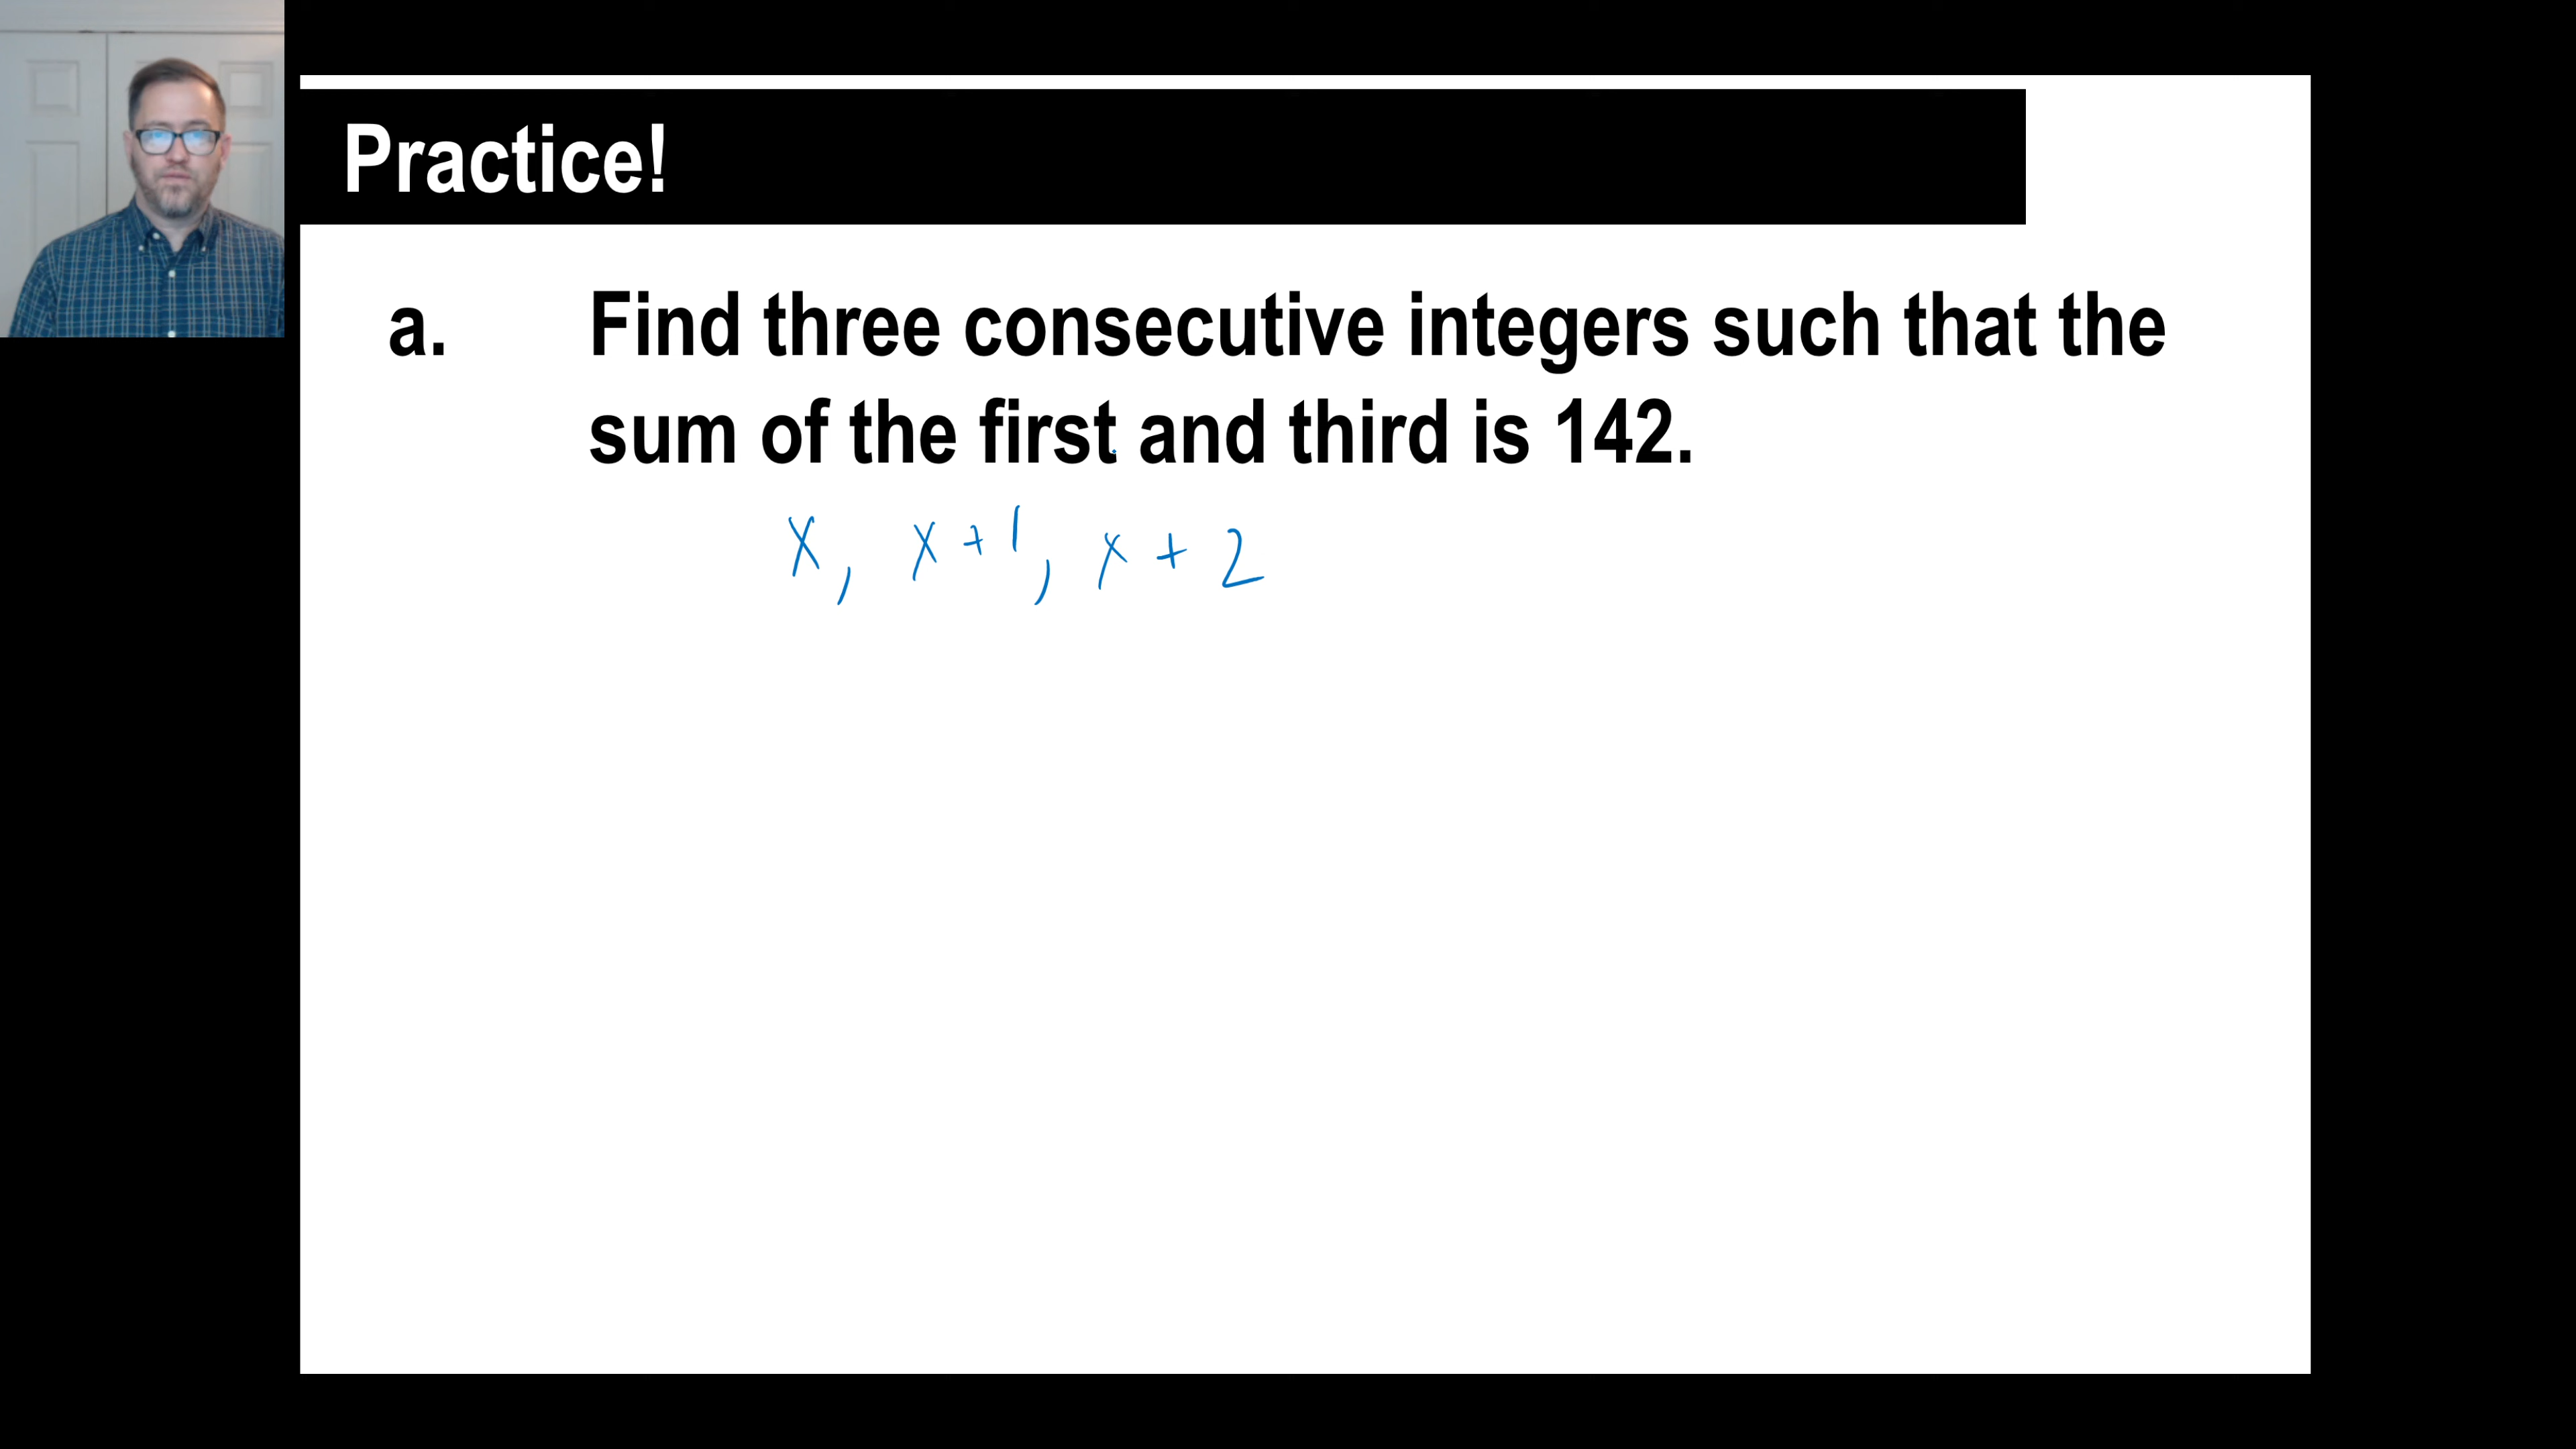 Practice!
a. Find three consecutive integers such that the
sum of the first and third is 142.
x, x+1, x + 2